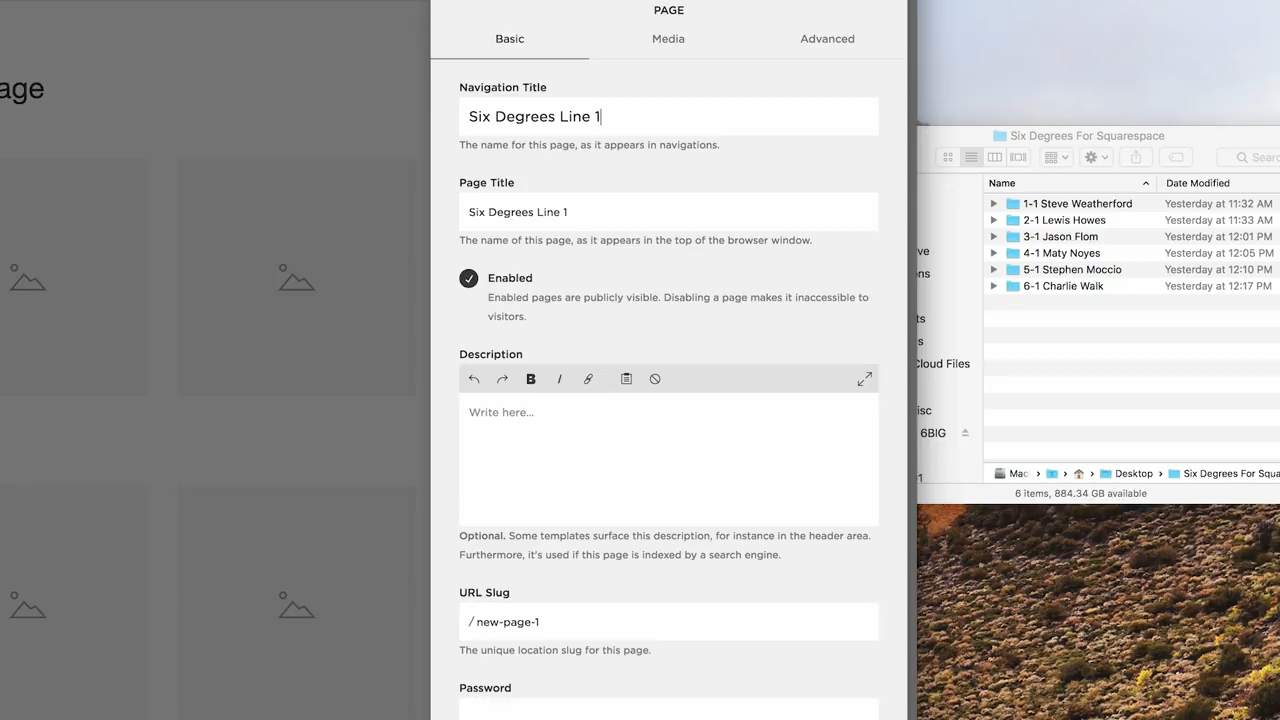 PAGE
Basic
Media
Advanced
age
Navigation Title
Six Degrees Line 1
The name for this page, as it appears in navigations.
Page Title
Six Degrees Line 1
The name of this page, as it appears in the top of the browser window.
Enabled
Enabled pages are publicly visible. Disabling a page makes it inaccessible to
visitors.
Description
B I
Write here...
Optional. Some templates surface this description, for instance in the header area.
Furthermore, it's used if this page is indexed by a search engine.
URL Slug
/ new-page-1
The unique location slug for this page.
Password
Six Degrees For Squarespace
Searc
Name
Date Modified
1-1 Steve Weatherford Yesterday at 11:32 AM
2-1 Lewis Howes Yesterday at 11:33 AM
3-1 Jason Flom Yesterday at 12:01 PM
4-1 Maty Noyes Yesterday at 12:05 PM
5-1 Stephen Moccio Yesterday at 12:10 PM
6-1 Charlie Walk Yesterday at 12:17 PM
ve
ons
ts
s
Cloud Files
isc
6BIG
Mac › › › Desktop › Six Degrees For Squa
6 items, 884.34 GB available